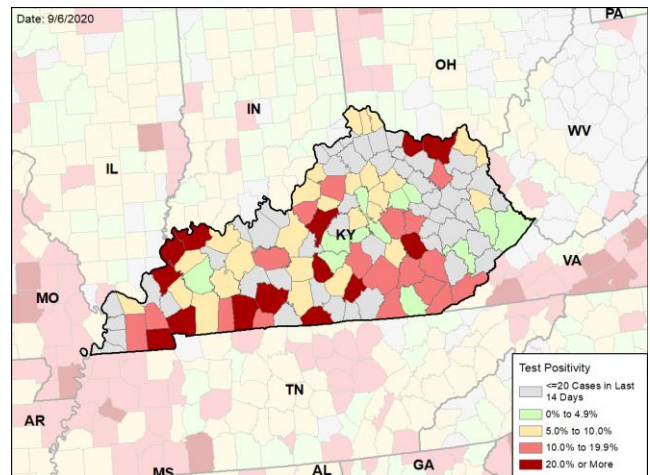 Date: 9/6/2020
PA
OH
IN
IL
WV
KY
VA
MO
TN
AR
MS
AL
GA
Test Positivity
<=20 Cases in Last
14 Days
0% to 4.9%
5.0% to 10.0%
10.0% to 19.9%
20.0% or More